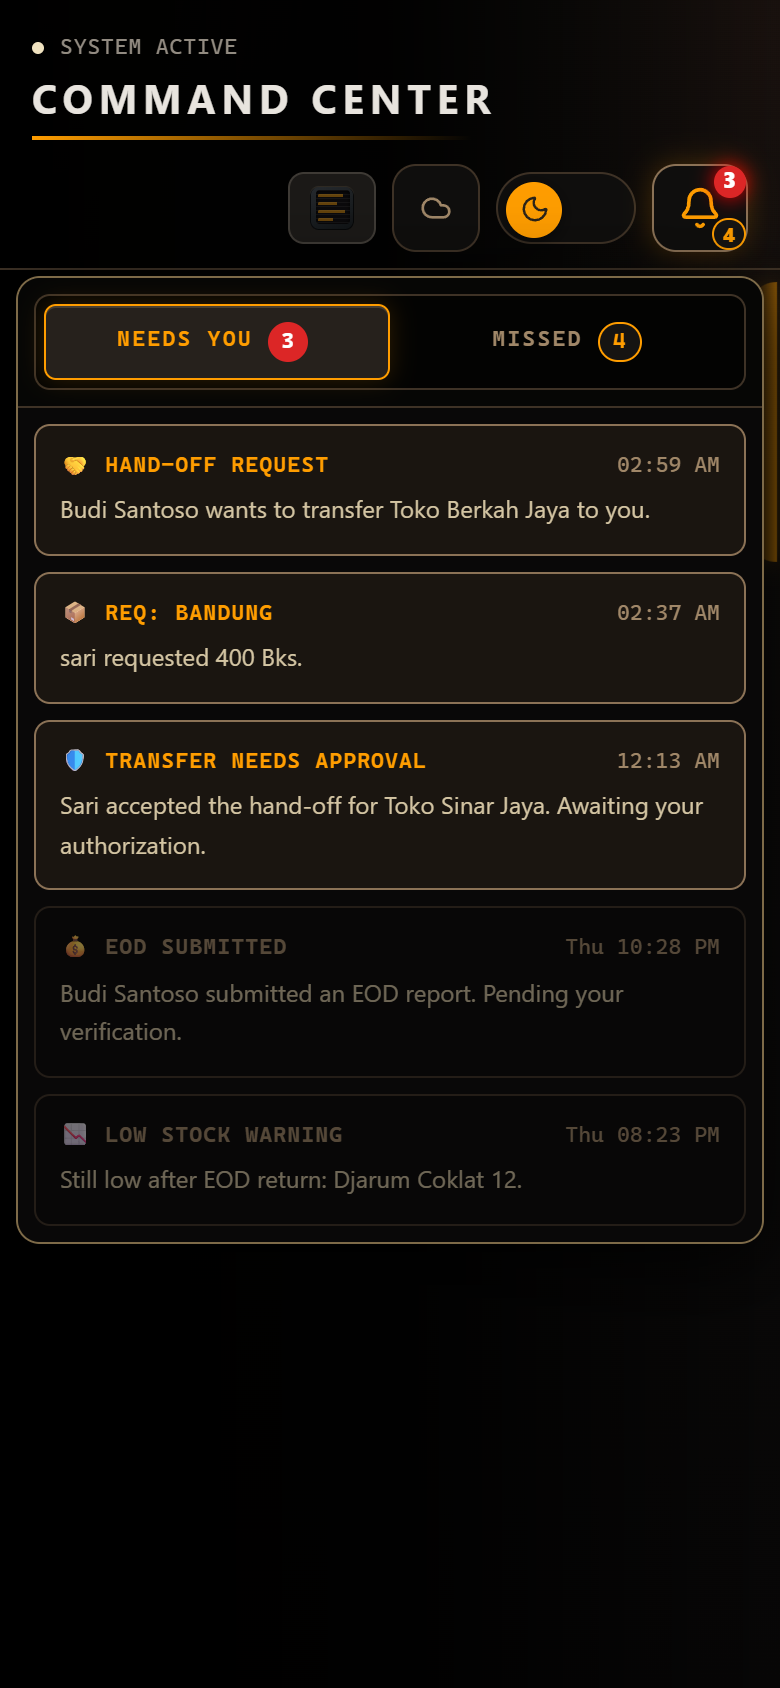 SYSTEM ACTIVE
COMMAND CENTER
3
4
NEEDS YOU 3
MISSED 4
HAND-OFF REQUEST 02:59 AM
Budi Santoso wants to transfer Toko Berkah Jaya to you.
REQ: BANDUNG 02:37 AM
sari requested 400 Bks.
TRANSFER NEEDS APPROVAL 12:13 AM
Sari accepted the hand-off for Toko Sinar Jaya. Awaiting your
authorization.
EOD SUBMITTED Thu 10:28 PM
Budi Santoso submitted an EOD report. Pending your
verification.
LOW STOCK WARNING Thu 08:23 PM
Still low after EOD return: Djarum Coklat 12.